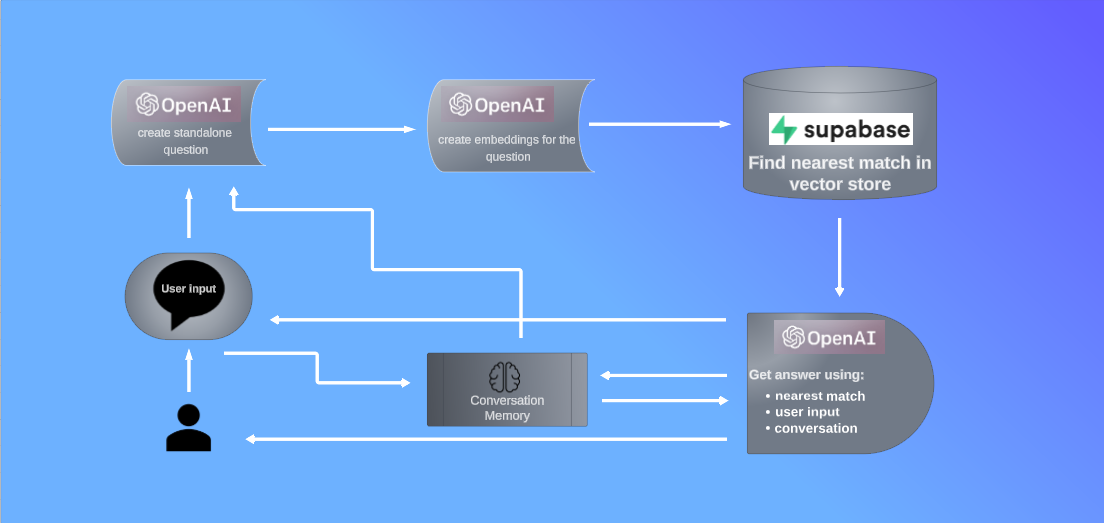 OpenAI
create standalone
question
OpenAI
create embeddings for the
question
supabase
Find nearest match in
vector store
User input
Conversation
Memory
OpenAI
Get answer using:
• nearest match
• user input
• conversation